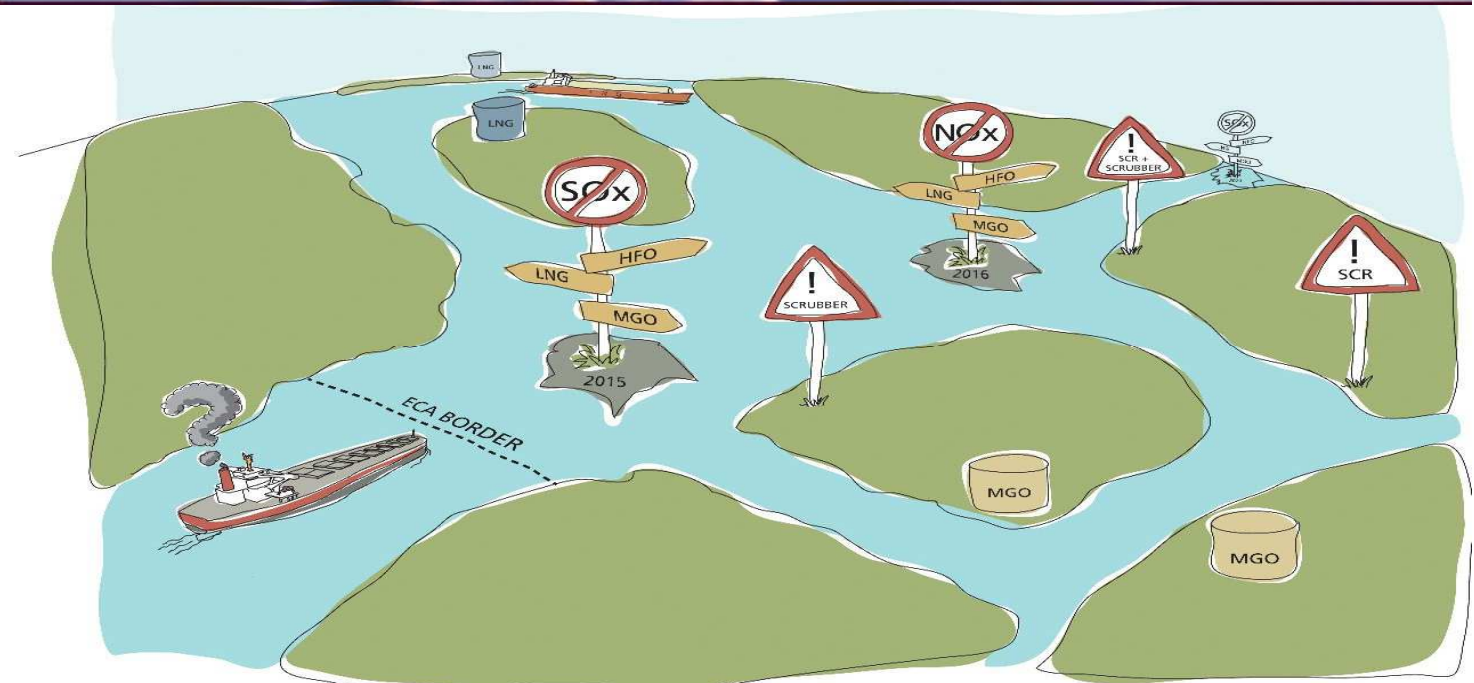 LNG
LNG
SOx
HFO
LNG
MGO
2015
NOx
HFO
LNG
MGO
2016
!
SCR +
SCRUBBER
SOx
HFO
!
SCRUBBER
!
SCR
ECA BORDER
MGO
MGO